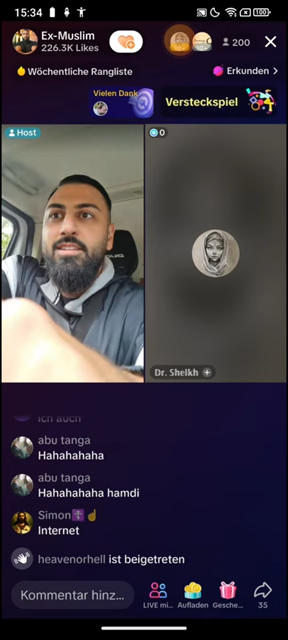 15:34
100
Ex-Muslim
226.3K Likes
200
Wöchentliche Rangliste
Erkunden
Vielen Dank
Versteckspiel
Host
0
Dr. Sheikh
ich auch
abu tanga
Hahahahaha
abu tanga
Hahahahaha hamdi
Simon
Internet
heavenorhell ist beigetreten
Kommentar hinz...
LIVE mi...
Aufladen
Gesche...
35